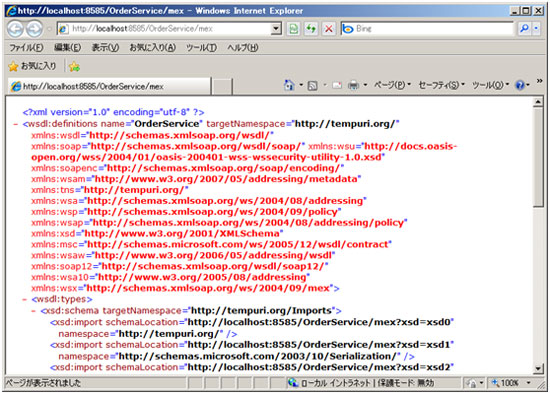 http://localhost:8585/OrderService/mex - Windows Internet Explorer
http://localhost:8585/OrderService/mex
Bing
ファイル(F) 編集(E) 表示(V) お気に入り(A) ツール(T) ヘルプ(H)
お気に入り
http://localhost:8585/OrderService/mex
ページ(P) セーフティ(S) ツール(O)
<?xml version="1.0" encoding="utf-8" ?>
- <wsdl:definitions name="OrderService" targetNamespace="http://tempuri.org/"
xmlns:wsdl="http://schemas.xmlsoap.org/wsdl/"
xmlns:soap="http://schemas.xmlsoap.org/wsdl/soap/" xmlns:wsu="http://docs.oasis-
open.org/wss/2004/01/oasis-200401-wss-wssecurity-utility-1.0.xsd"
xmlns:soapenc="http://schemas.xmlsoap.org/soap/encoding/"
xmlns:wsam="http://www.w3.org/2007/05/addressing/metadata"
xmlns:tns="http://tempuri.org/"
xmlns:wsa="http://schemas.xmlsoap.org/ws/2004/08/addressing"
xmlns:wsp="http://schemas.xmlsoap.org/ws/2004/09/policy"
xmlns:wsap="http://schemas.xmlsoap.org/ws/2004/08/addressing/policy"
xmlns:xsd="http://www.w3.org/2001/XMLSchema"
xmlns:msc="http://schemas.microsoft.com/ws/2005/12/wsdl/contract"
xmlns:wsaw="http://www.w3.org/2006/05/addressing/wsdl"
xmlns:soap12="http://schemas.xmlsoap.org/wsdl/soap12/"
xmlns:wsa10="http://www.w3.org/2005/08/addressing"
xmlns:wsx="http://schemas.xmlsoap.org/ws/2004/09/mex">
- <wsdl:types>
- <xsd:schema targetNamespace="http://tempuri.org/Imports">
<xsd:import schemaLocation="http://localhost:8585/OrderService/mex?xsd=xsd0"
namespace="http://tempuri.org/" />
<xsd:import schemaLocation="http://localhost:8585/OrderService/mex?xsd=xsd1"
namespace="http://schemas.microsoft.com/2003/10/Serialization/" />
<xsd:import schemaLocation="http://localhost:8585/OrderService/mex?xsd=xsd2"
ページが表示されました ローカル イントラネット | 保護モード: 無効 100%